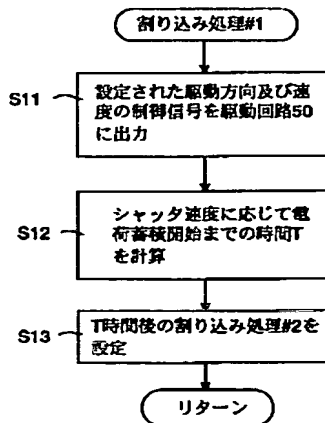 割り込み処理#1
S11
設定された駆動方向及び速
度の制御信号を駆動回路50
に出力
S12
シャッタ速度に応じて電
荷蓄積開始までの時間T
を計算
S13
T時間後の割り込み処理#2を
設定
リターン